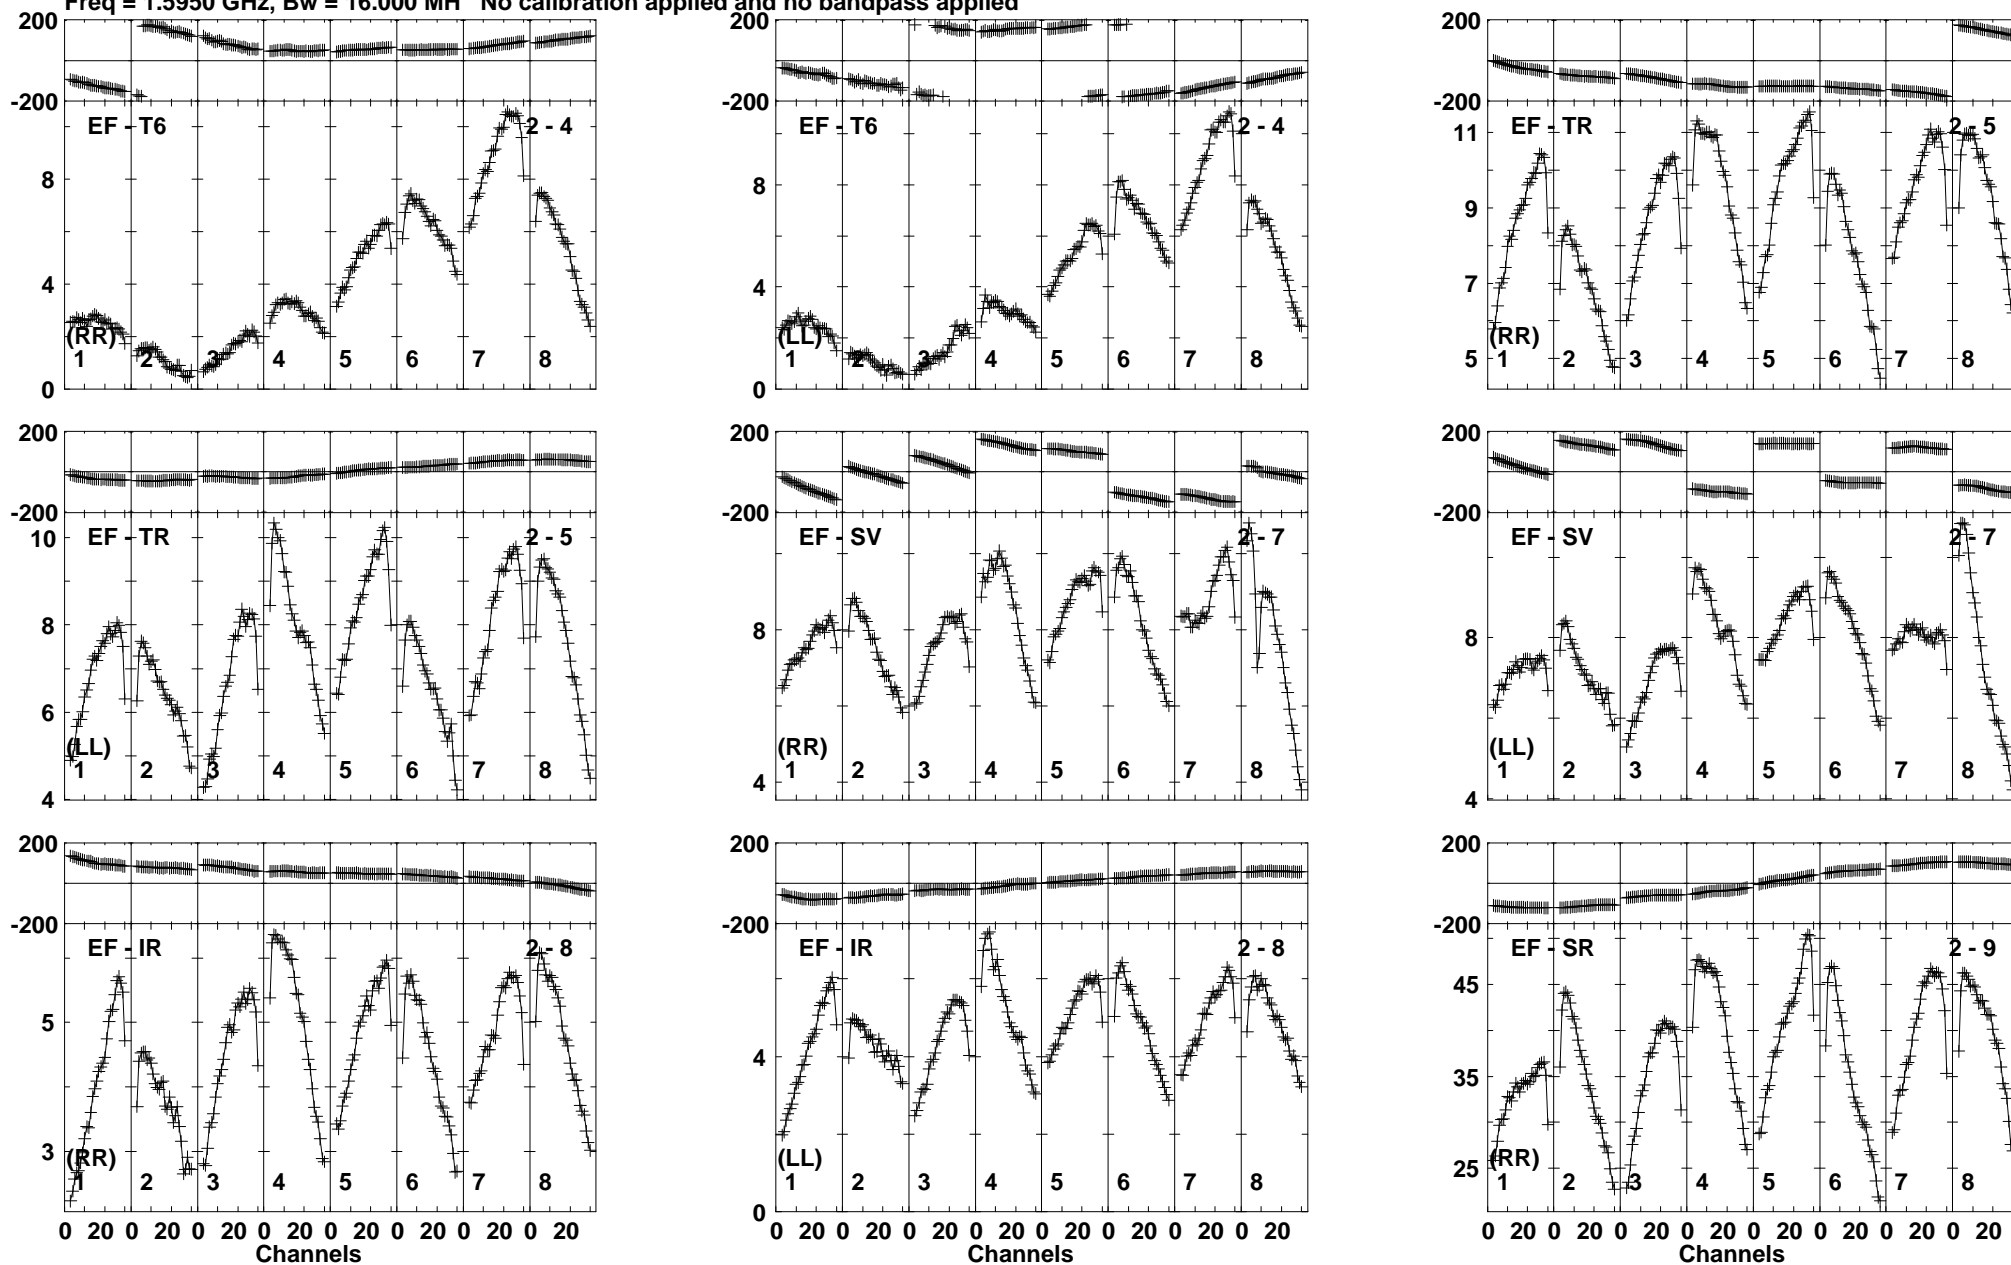 Freq = 1.5950 GHz, Bw = 16.000 MH No calibration applied and no bandpass applied
200 200 200
-200 -200 -200
EF - T6 2 - 4 EF - T6 2 - 4 EF - TR 2 - 5
11
8 8 9
4 4 7
(RR) (LL) (RR)
1 2 3 4 5 6 7 8 1 2 3 4 5 6 7 8 5 1 2 3 4 5 6 7 8
0 0
200 200 200
-200 -200 -200
EF - TR 2 - 5 EF - SV 2 - 7 EF - SV 2 - 7
10
8 8 8
6
(LL) (RR) (LL)
1 2 3 4 5 6 7 8 1 2 3 4 5 6 7 8 1 2 3 4 5 6 7 8
4 4 4
200 200 200
-200 -200 -200
EF - IR 2 - 8 EF - IR 2 - 8 EF - SR 2 - 9
45
5 4 35
3 (RR) (LL) 25 (RR)
1 2 3 4 5 6 7 8 1 2 3 4 5 6 7 8 1 2 3 4 5 6 7 8
0
0 20 0 20 0 20 0 20 0 20 0 20 0 20 0 20 0 20 0 20 0 20 0 20 0 20 0 20 0 20 0 20 0 20 0 20 0 20 0 20 0 20 0 20 0 20 0 20
Channels Channels Channels